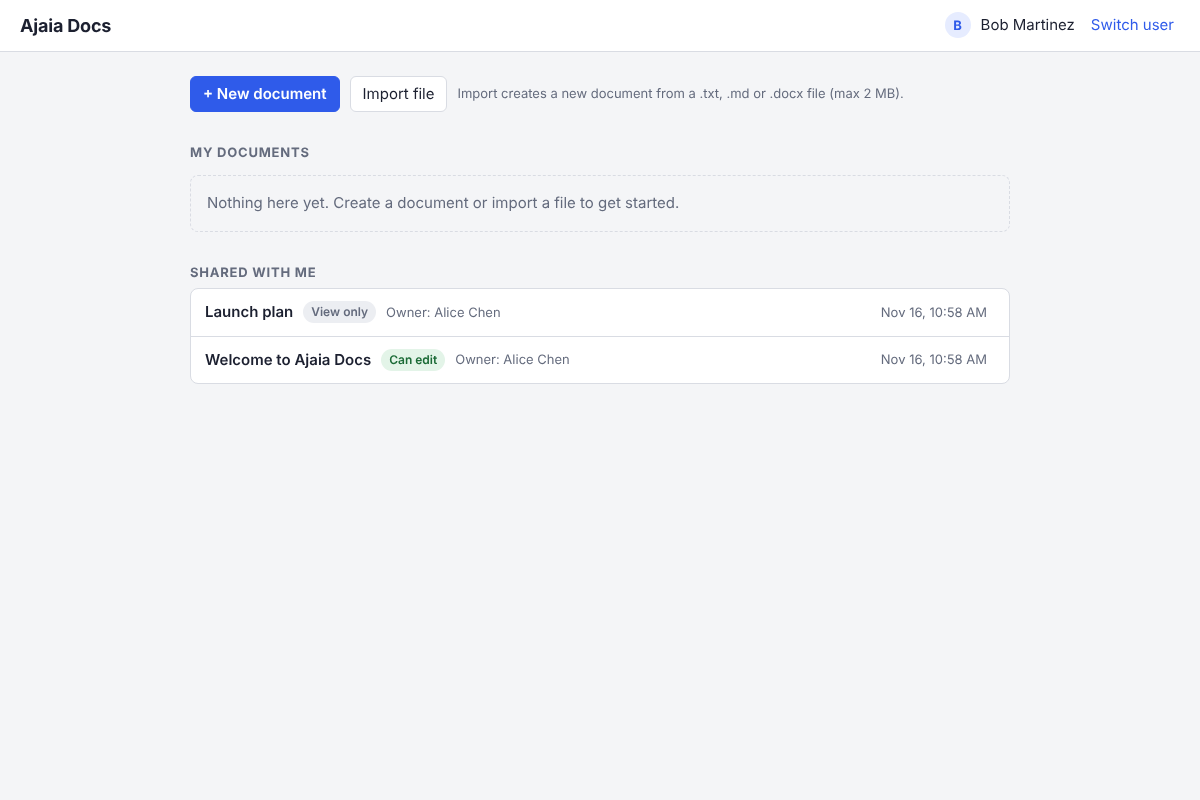 Ajaia Docs
B Bob Martinez Switch user
+ New document Import file Import creates a new document from a .txt, .md or .docx file (max 2 MB).
MY DOCUMENTS
Nothing here yet. Create a document or import a file to get started.
SHARED WITH ME
Launch plan View only Owner: Alice Chen Nov 16, 10:58 AM
Welcome to Ajaia Docs Can edit Owner: Alice Chen Nov 16, 10:58 AM